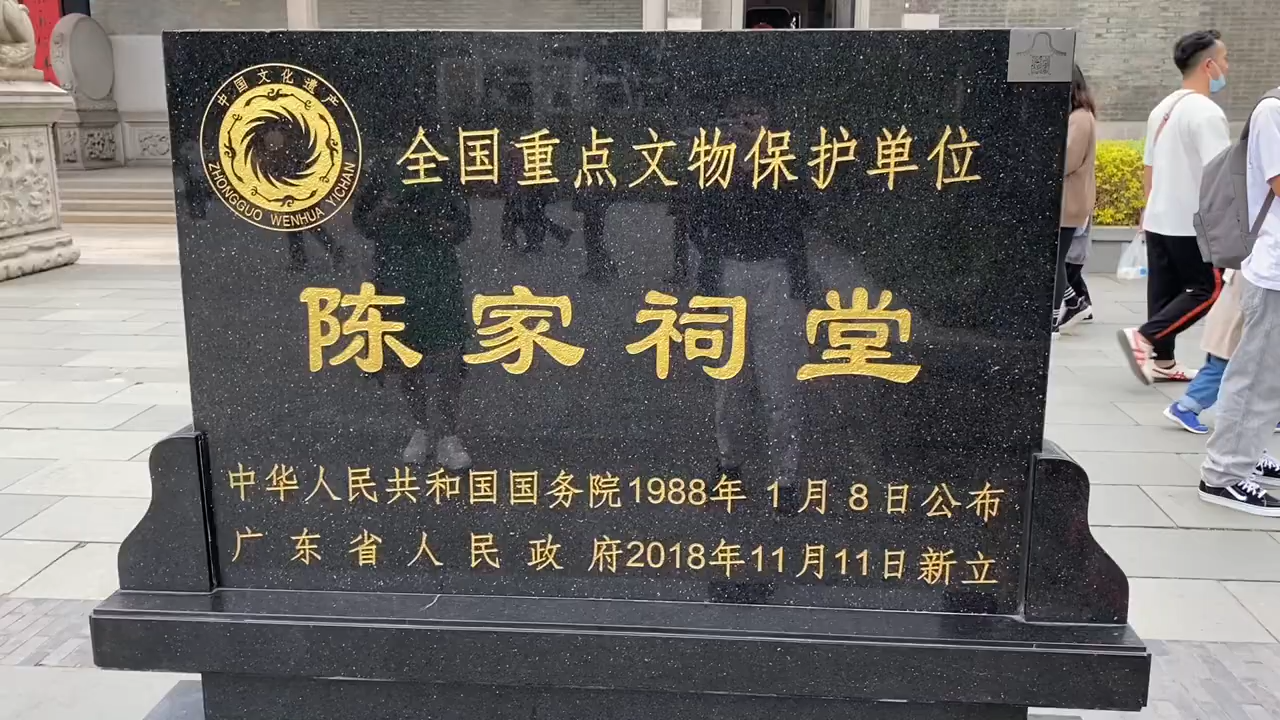 中国文化遗产
ZHONGGUO WENHUA YICHAN
全国重点文物保护单位
陈家祠堂
中华人民共和国国务院1988年1月8日公布
广东省人民政府2018年11月11日新立